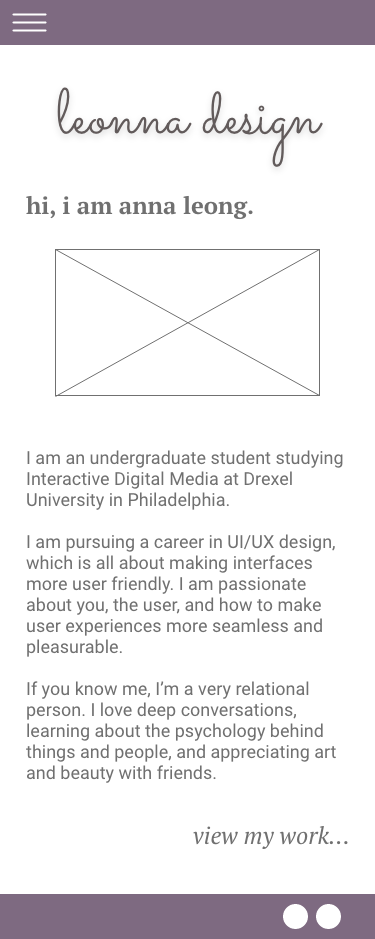 leonna design
hi, i am anna leong.
I am an undergraduate student studying
Interactive Digital Media at Drexel
University in Philadelphia.
I am pursuing a career in UI/UX design,
which is all about making interfaces
more user friendly. I am passionate
about you, the user, and how to make
user experiences more seamless and
pleasurable.
If you know me, I’m a very relational
person. I love deep conversations,
learning about the psychology behind
things and people, and appreciating art
and beauty with friends.
view my work...